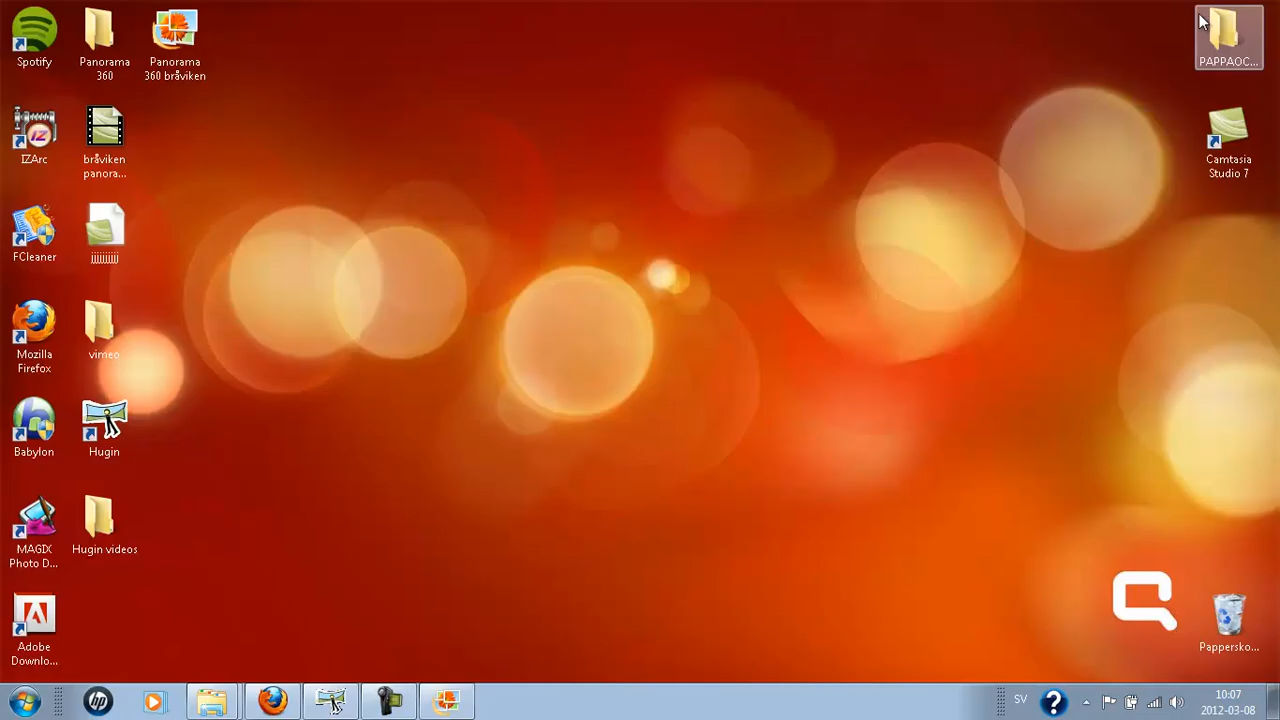 Spotify
Panorama
360
Panorama
360 bråviken
PAPPAOC...
IZArc
bråviken
panora...
Camtasia
Studio 7
FCleaner
jjjjjjjjjj
Mozilla
Firefox
vimeo
Babylon
Hugin
MAGIX
Photo D...
Hugin videos
Adobe
Downlo...
Pappersko...
SV
10:07
2012-03-08